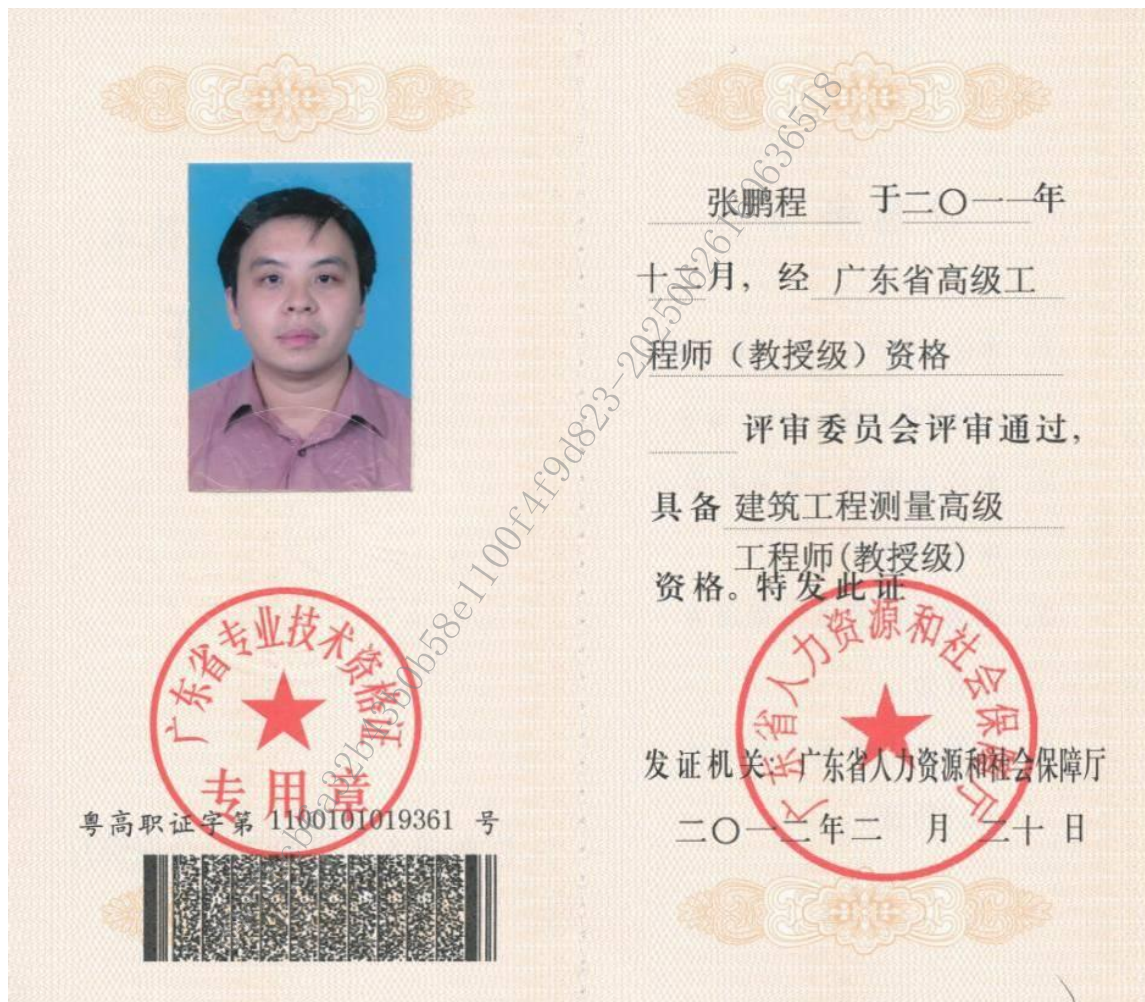 广东省专业技术资格证
专用章
粤高职证字第 1100101019361 号
张鹏程 于二〇一一年
月,经 广东省高级工
程师(教授级)资格
评审委员会评审通过,
具备 建筑工程测量高级
工程师(教授级)
资格。特发此证
广东省人力资源和社会保障厅
发证机关: 广东省人力资源和社会保障厅
二〇一二年二 月 二十 日